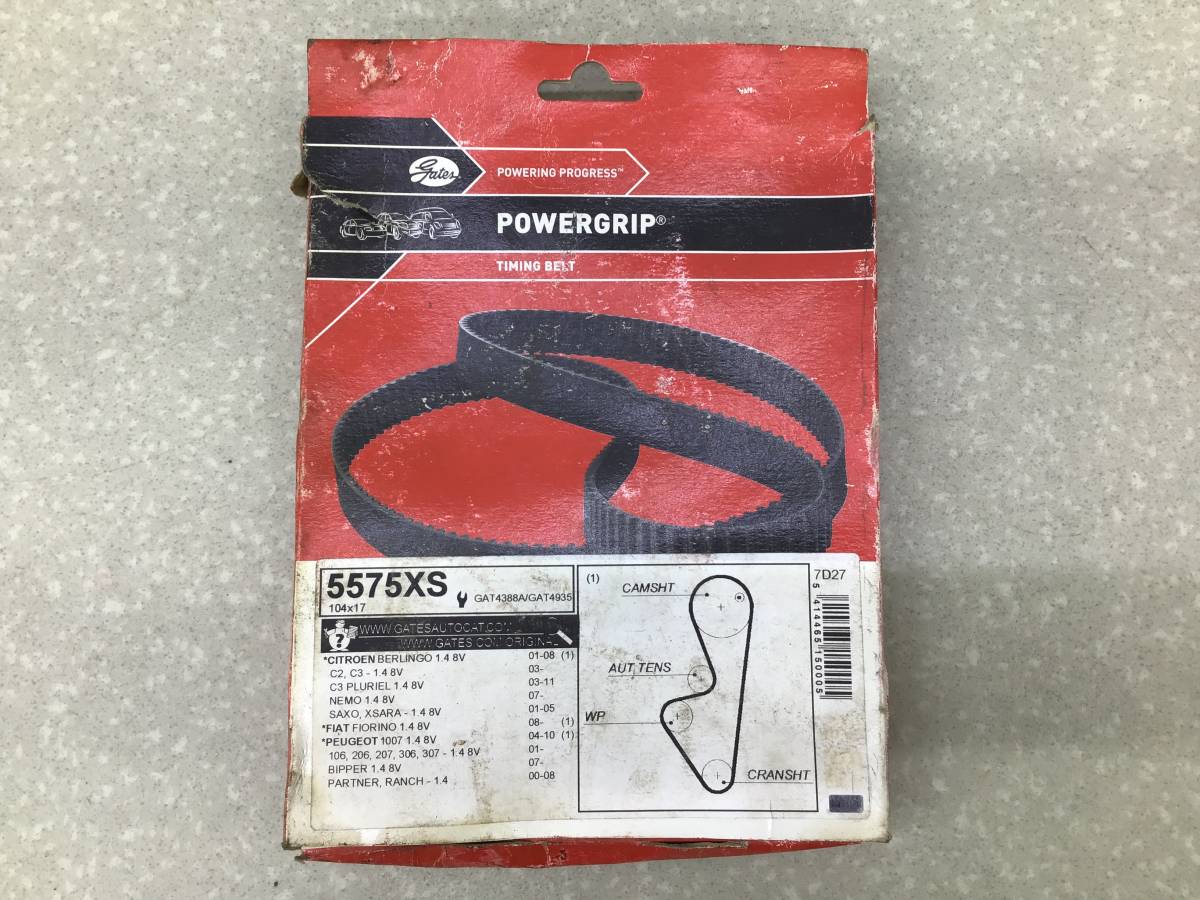 Gates
POWERING PROGRESS™
POWERGRIP®
TIMING BELT
5575XS
GAT4388A/GAT4935
104x17
WWW.GATESAUTOCAT.COM
WWW.GATES.COM/ORIGINAL
*CITROEN BERLINGO 1.4 8V 01-08 (1)
C2, C3 - 1.4 8V 03-
C3 PLURIEL 1.4 8V 03-11
NEMO 1.4 8V 07-
SAXO, XSARA - 1.4 8V 01-05
*FIAT FIORINO 1.4 8V 08- (1)
*PEUGEOT 1007 1.4 8V 04-10 (1)
106, 206, 207, 306, 307 - 1.4 8V 01-
BIPPER 1.4 8V 07-
PARTNER, RANCH - 1.4 00-08
(1)
CAMSHT
AUT.TENS
WP
CRANSHT
7D27
5 414465 150005